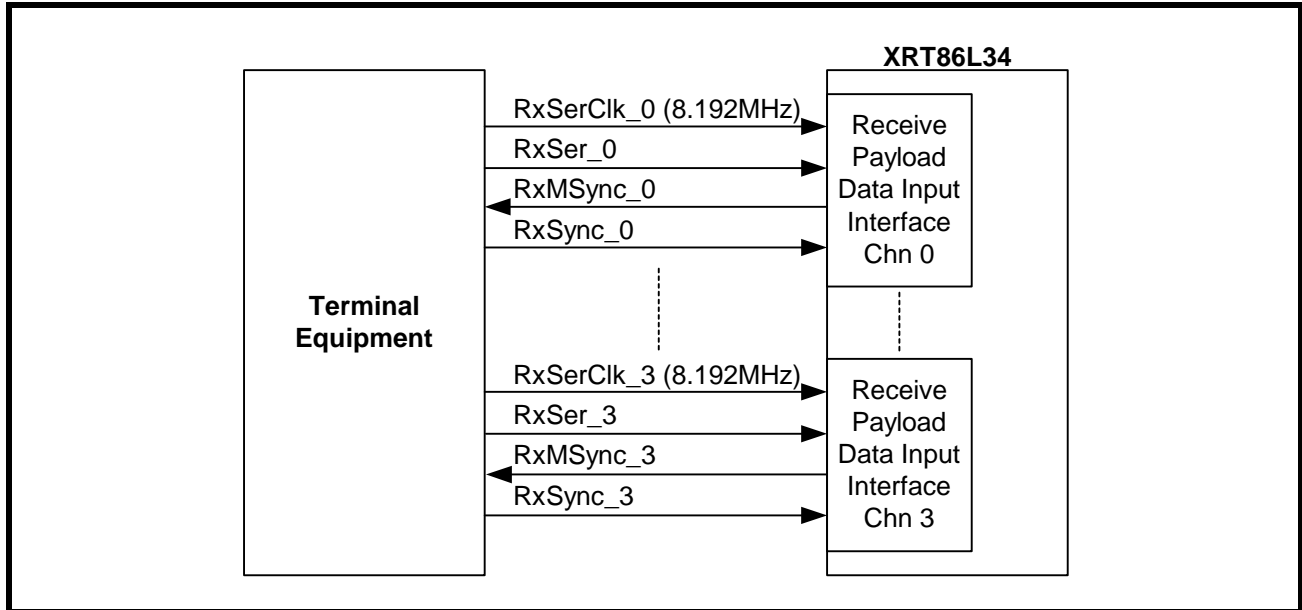 XRT86L34
RxSerClk_0 (8.192MHz)
RxSer_0
RxMSync_0
RxSync_0
Receive
Payload
Data Input
Interface
Chn 0
Terminal
Equipment
RxSerClk_3 (8.192MHz)
RxSer_3
RxMSync_3
RxSync_3
Receive
Payload
Data Input
Interface
Chn 3